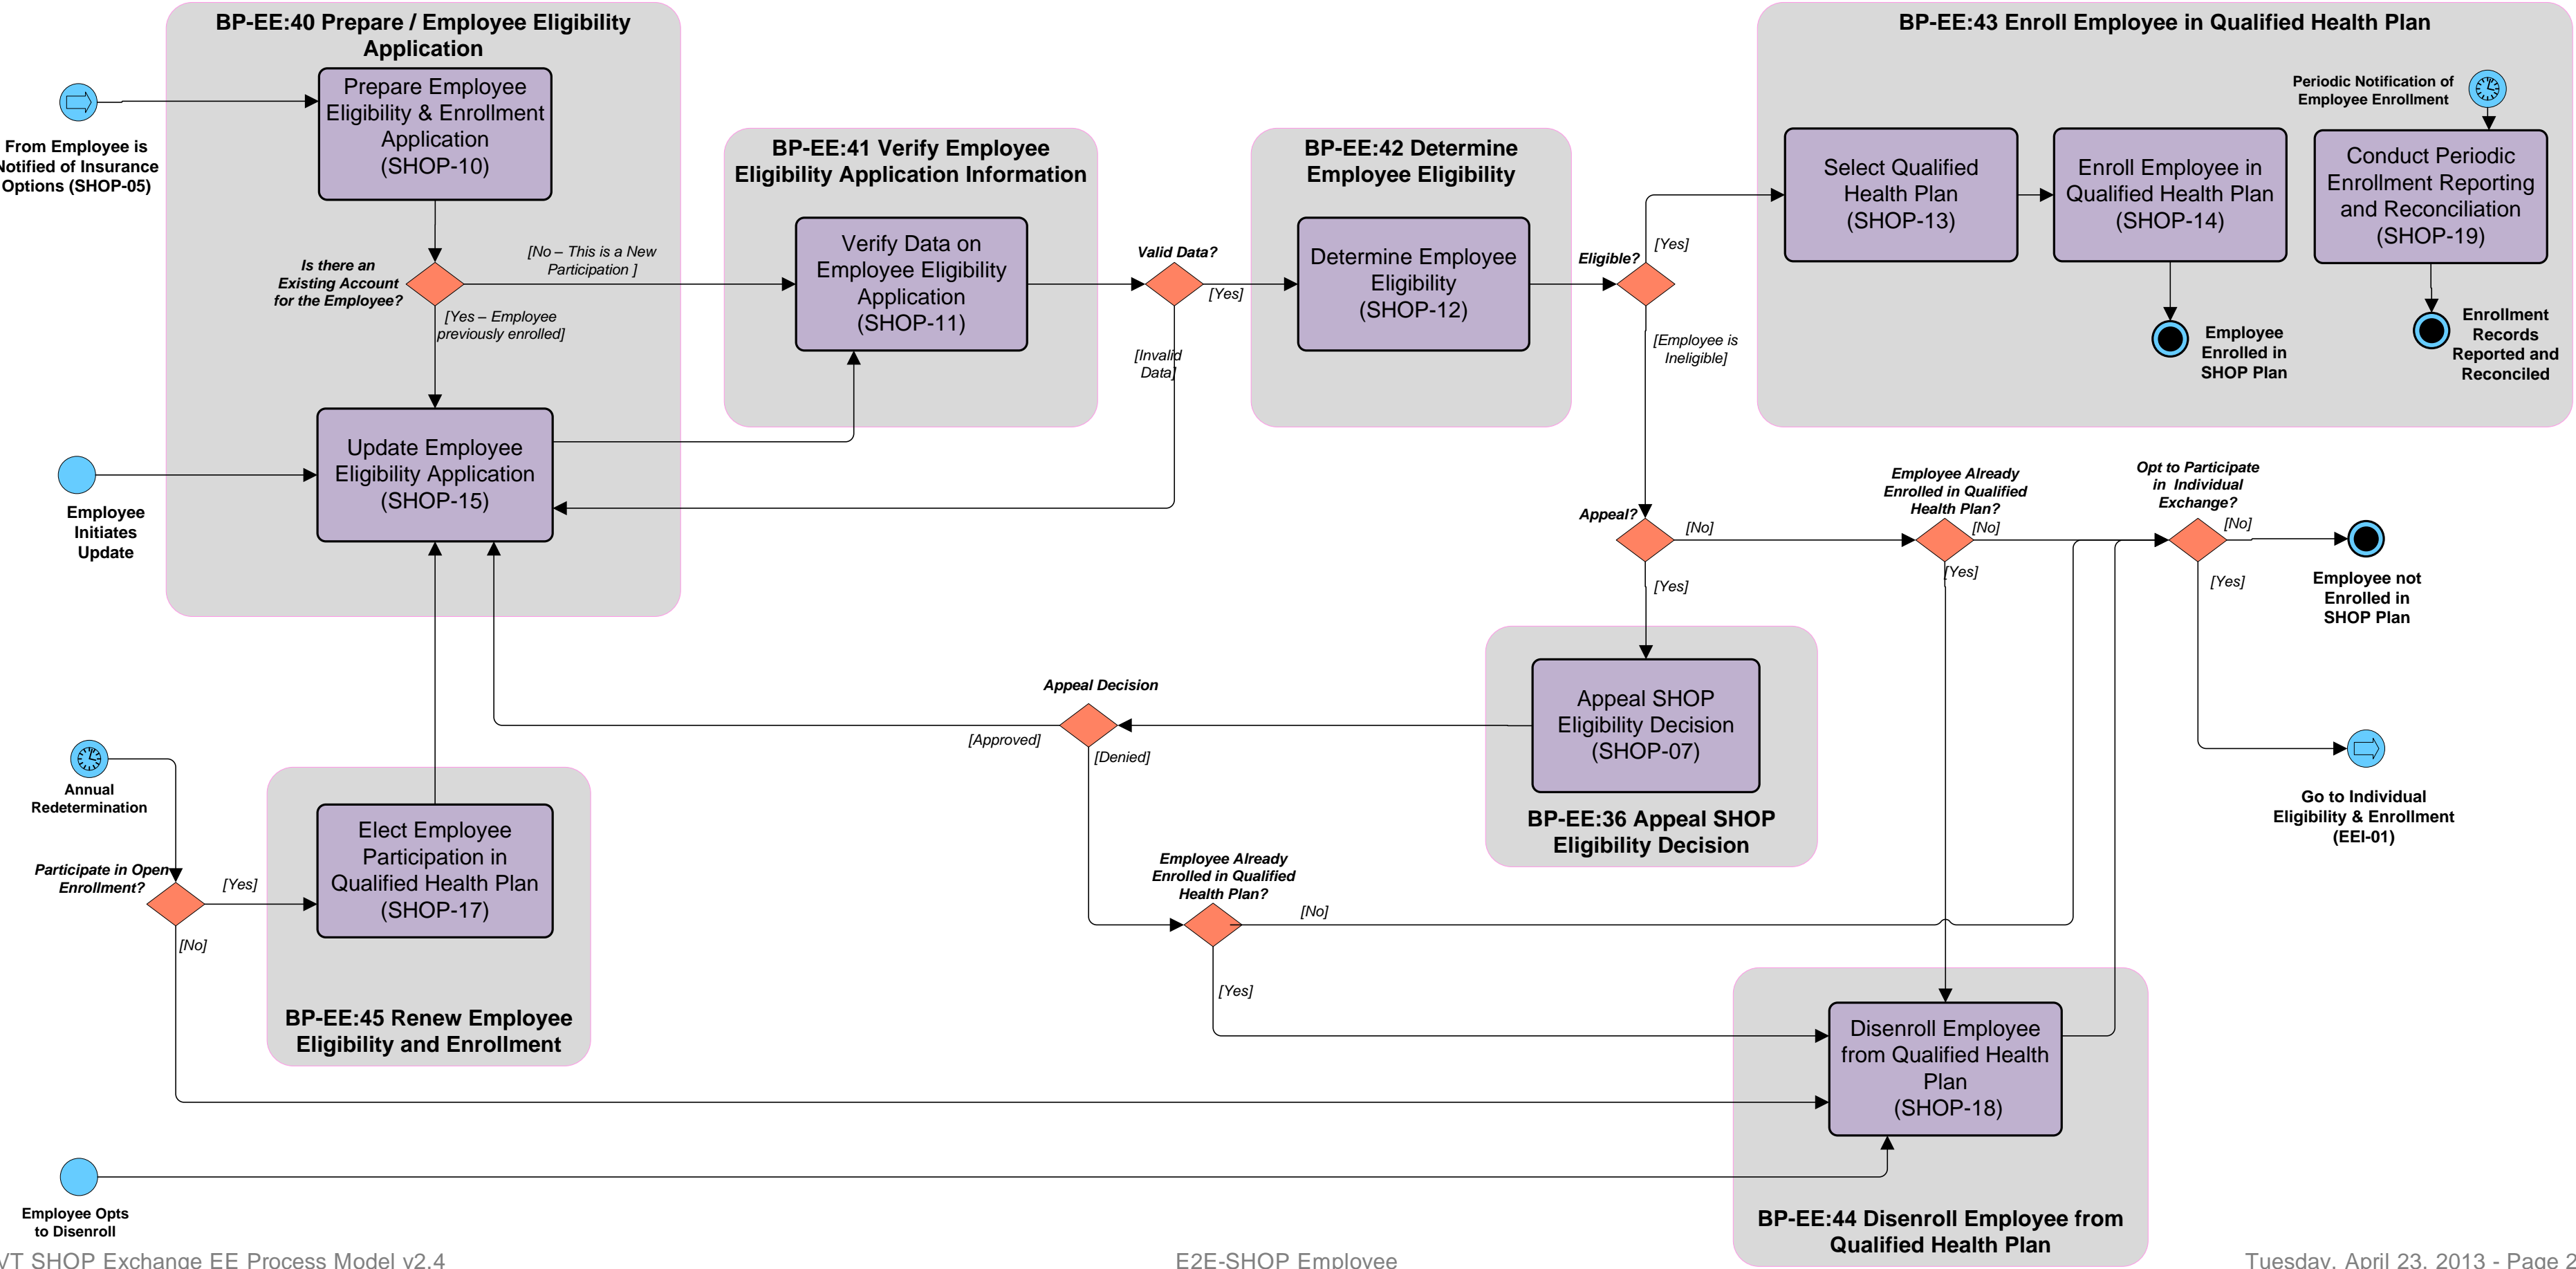 BP-EE:40 Prepare / Employee Eligibility
Application
Prepare Employee
Eligibility & Enrollment
Application
(SHOP-10)
From Employee is
Notified of Insurance
Options (SHOP-05)
Is there an
Existing Account
for the Employee?
[No – This is a New
Participation ]
[Yes – Employee
previously enrolled]
Update Employee
Eligibility Application
(SHOP-15)
Employee
Initiates
Update
BP-EE:41 Verify Employee
Eligibility Application Information
Verify Data on
Employee Eligibility
Application
(SHOP-11)
Valid Data?
[Yes]
[Invalid
Data]
BP-EE:42 Determine
Employee Eligibility
Determine Employee
Eligibility
(SHOP-12)
Eligible?
[Yes]
[Employee is
Ineligible]
BP-EE:43 Enroll Employee in Qualified Health Plan
Select Qualified
Health Plan
(SHOP-13)
Enroll Employee in
Qualified Health Plan
(SHOP-14)
Employee
Enrolled in
SHOP Plan
Periodic Notification of
Employee Enrollment
Conduct Periodic
Enrollment Reporting
and Reconciliation
(SHOP-19)
Enrollment
Records
Reported and
Reconciled
Appeal?
[No]
[Yes]
Employee Already
Enrolled in Qualified
Health Plan?
[No]
[Yes]
Opt to Participate
in Individual
Exchange?
[No]
[Yes]
Employee not
Enrolled in
SHOP Plan
Go to Individual
Eligibility & Enrollment
(EEI-01)
Appeal SHOP
Eligibility Decision
(SHOP-07)
BP-EE:36 Appeal SHOP
Eligibility Decision
Appeal Decision
[Approved]
[Denied]
Employee Already
Enrolled in Qualified
Health Plan?
[No]
[Yes]
Annual
Redetermination
Participate in Open
Enrollment?
[Yes]
[No]
Elect Employee
Participation in
Qualified Health Plan
(SHOP-17)
BP-EE:45 Renew Employee
Eligibility and Enrollment
Disenroll Employee
from Qualified Health
Plan
(SHOP-18)
BP-EE:44 Disenroll Employee from
Qualified Health Plan
Employee Opts
to Disenroll
VT SHOP Exchange EE Process Model v2.4
E2E-SHOP Employee
Tuesday, April 23, 2013 - Page 2